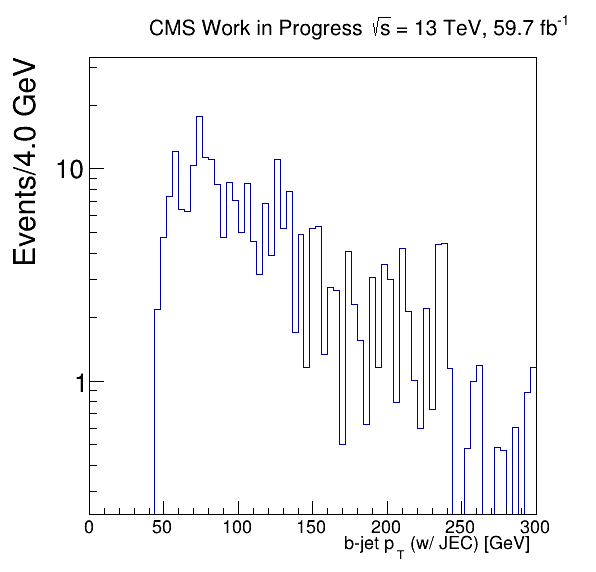 CMS Work in Progress √s = 13 TeV, 59.7 fb⁻¹
Events/4.0 GeV
10
1
0 50 100 150 200 250 300
b-jet p_T (w/ JEC) [GeV]